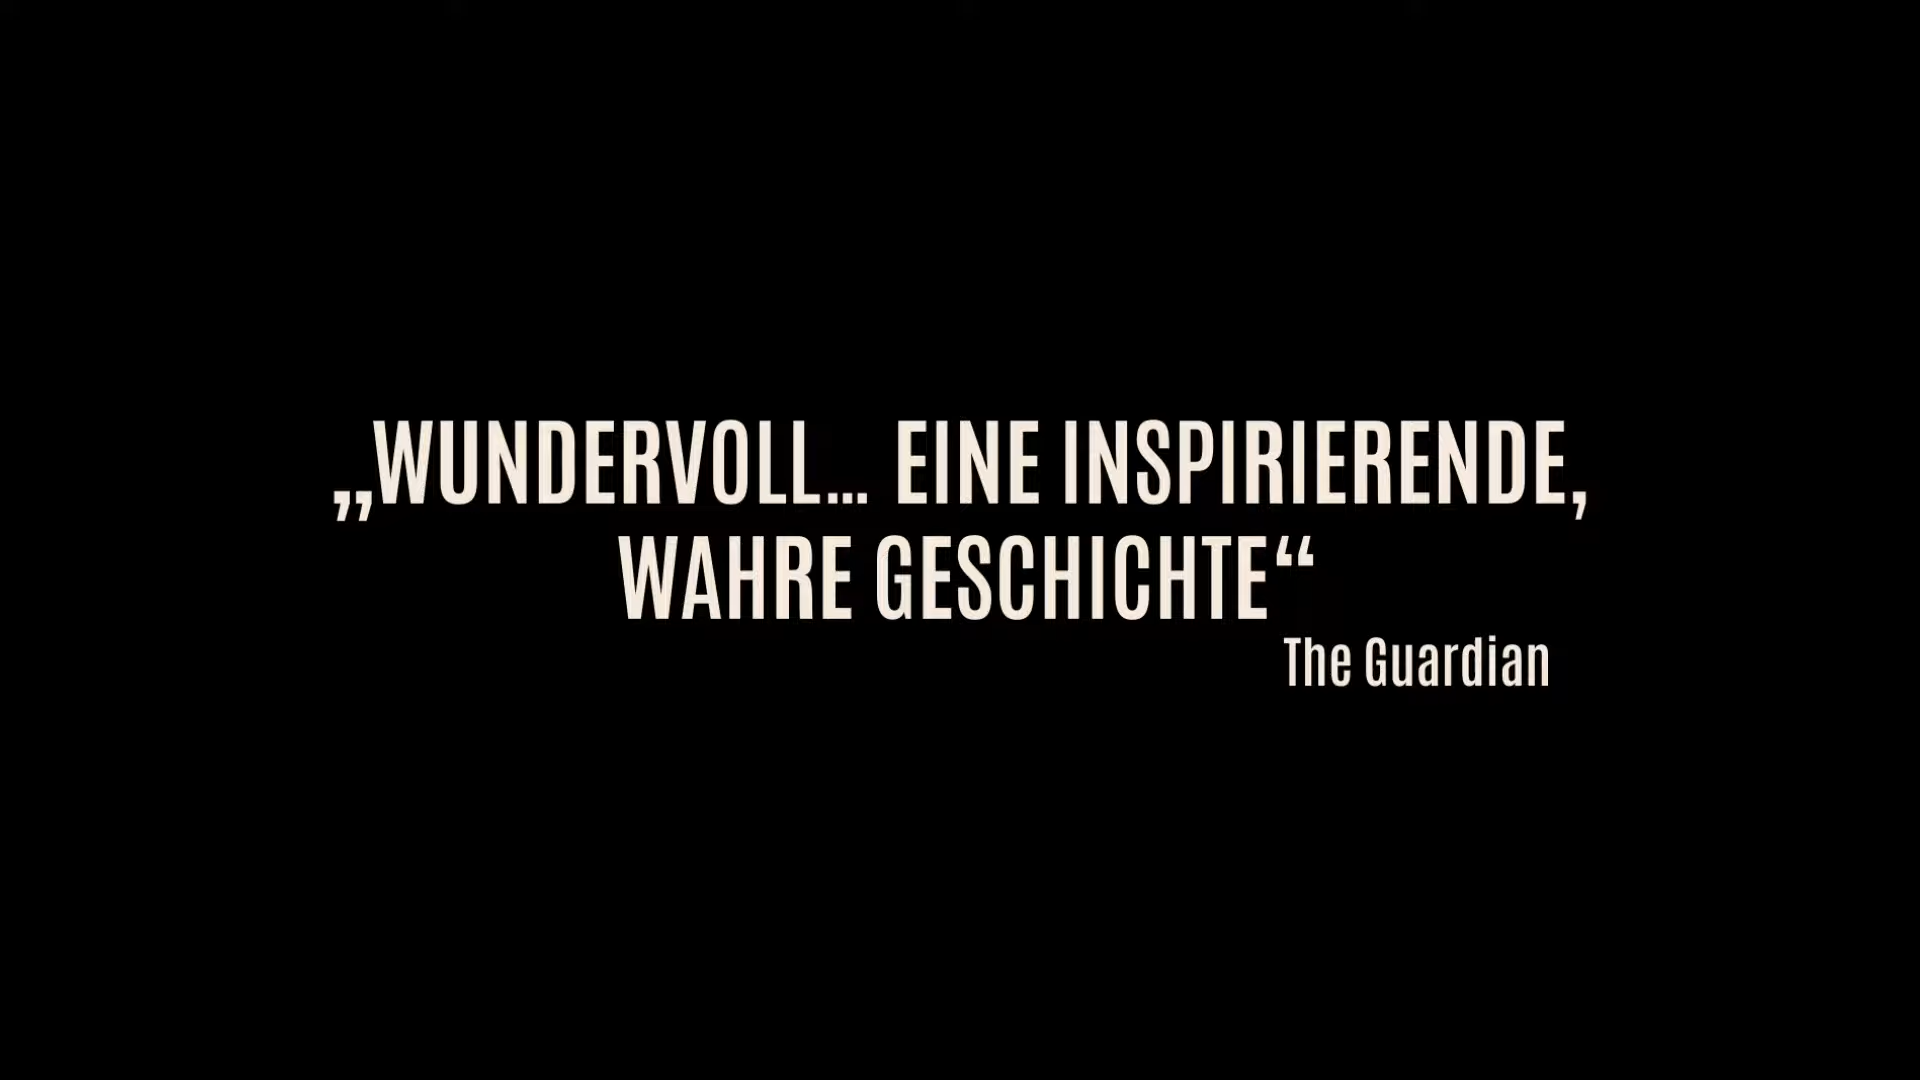 „WUNDERVOLL... EINE INSPIRIERENDE,
WAHRE GESCHICHTE“
The Guardian